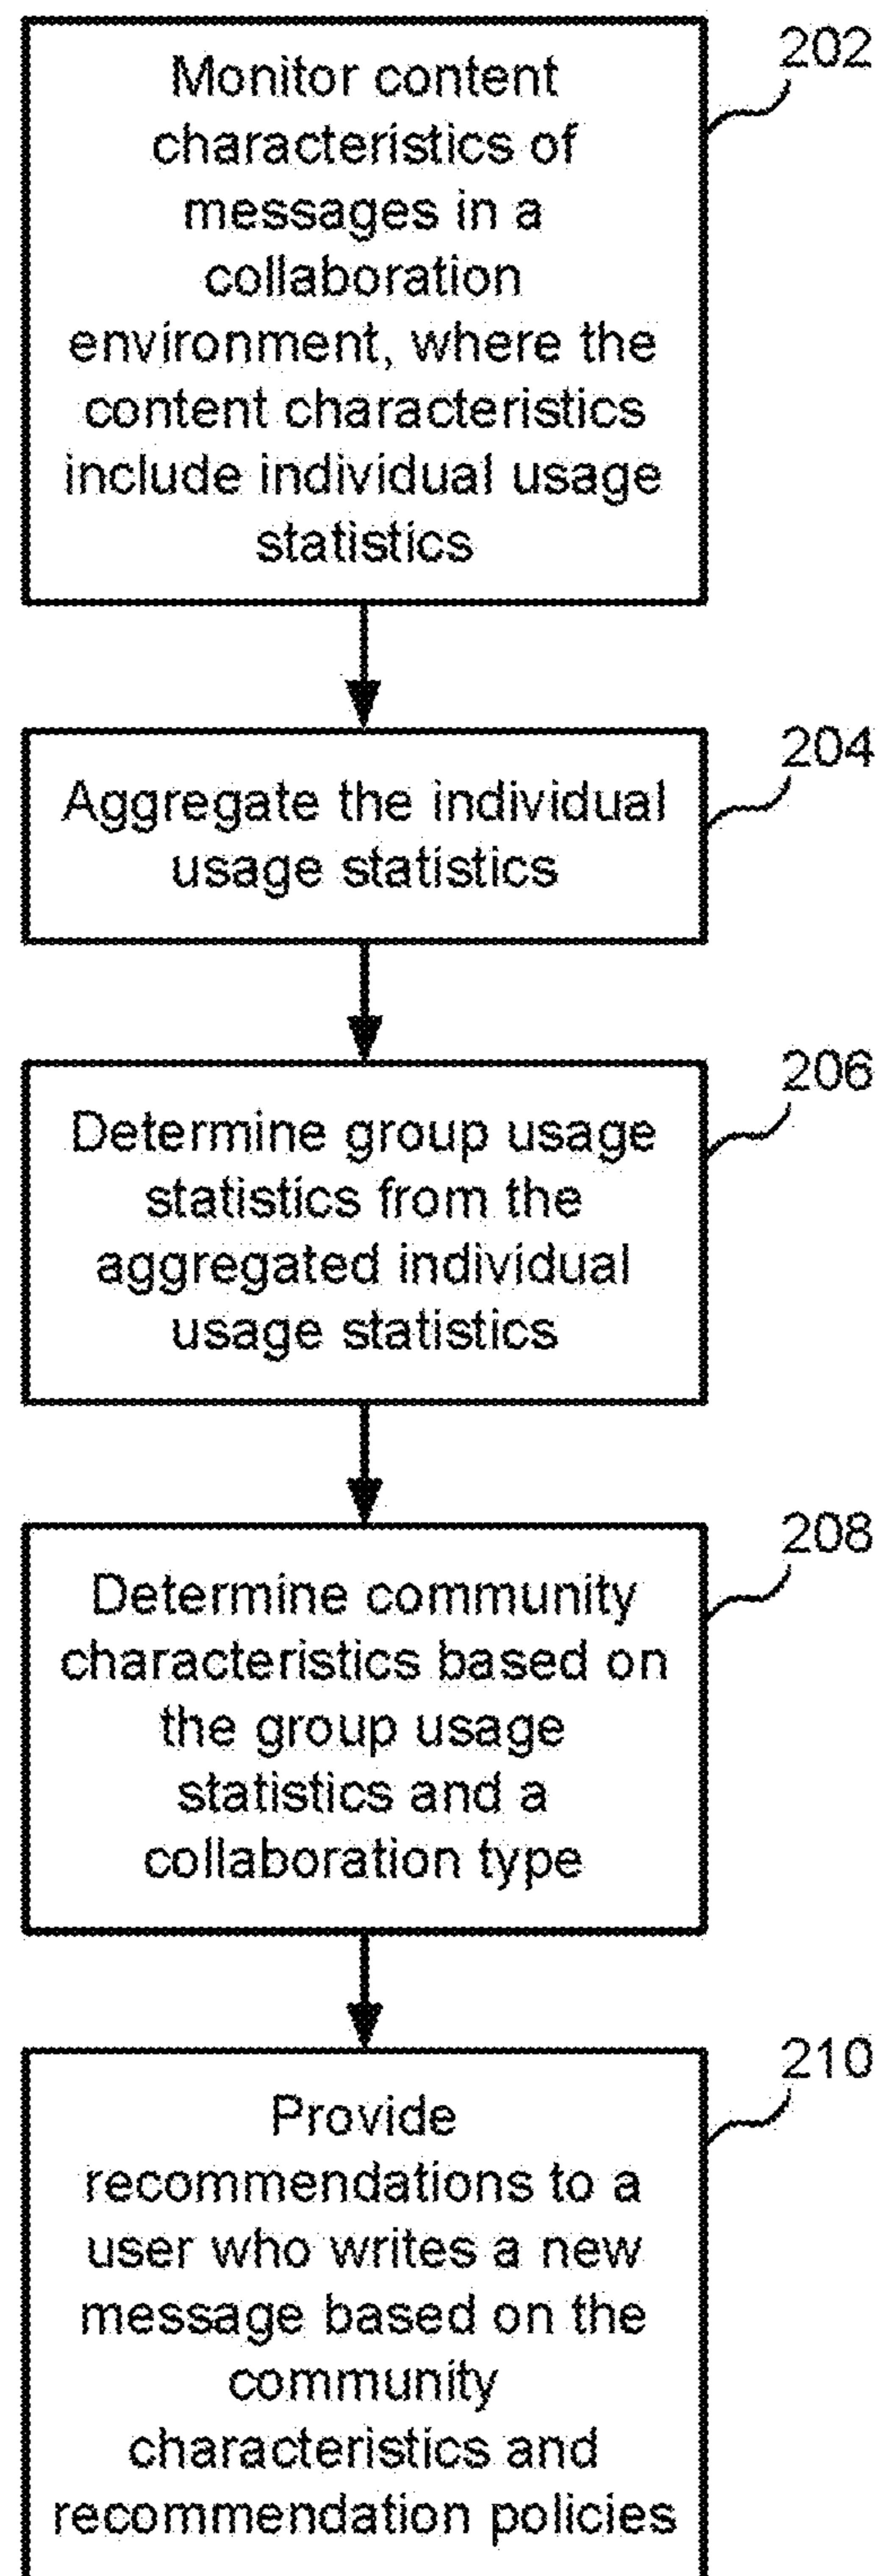 202
Monitor content
characteristics of
messages in a
collaboration
environment, where the
content characteristics
include individual usage
statistics
204
Aggregate the individual
usage statistics
206
Determine group usage
statistics from the
aggregated individual
usage statistics
208
Determine community
characteristics based on
the group usage
statistics and a
collaboration type
210
Provide
recommendations to a
user who writes a new
message based on the
community
characteristics and
recommendation policies